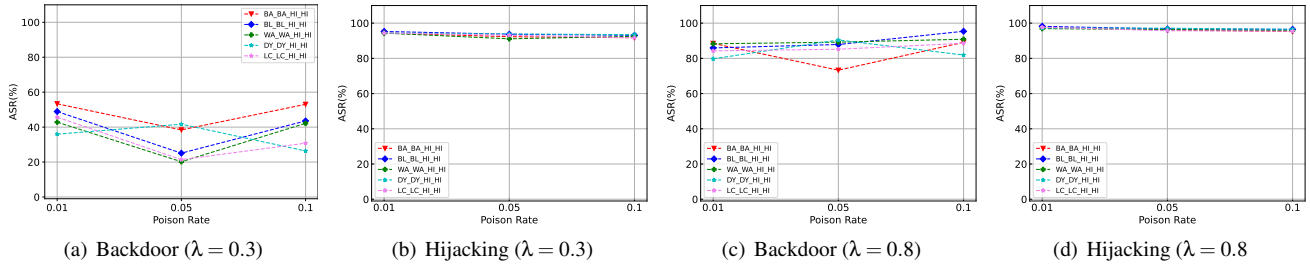 100
80
60
40
20
0
ASR(%)
BA_BA_HI_HI
BL_BL_HI_HI
WA_WA_HI_HI
DY_DY_HI_HI
LC_LC_HI_HI
0.01 0.05 0.1
Poison Rate
(a) Backdoor (λ = 0.3)
100
80
60
40
20
0
ASR(%)
BA_BA_HI_HI
BL_BL_HI_HI
WA_WA_HI_HI
DY_DY_HI_HI
LC_LC_HI_HI
0.01 0.05 0.1
Poison Rate
(b) Hijacking (λ = 0.3)
100
80
60
40
20
0
ASR(%)
BA_BA_HI_HI
BL_BL_HI_HI
WA_WA_HI_HI
DY_DY_HI_HI
LC_LC_HI_HI
0.01 0.05 0.1
Poison Rate
(c) Backdoor (λ = 0.8)
100
80
60
40
20
0
ASR(%)
BA_BA_HI_HI
BL_BL_HI_HI
WA_WA_HI_HI
DY_DY_HI_HI
LC_LC_HI_HI
0.01 0.05 0.1
Poison Rate
(d) Hijacking (λ = 0.8